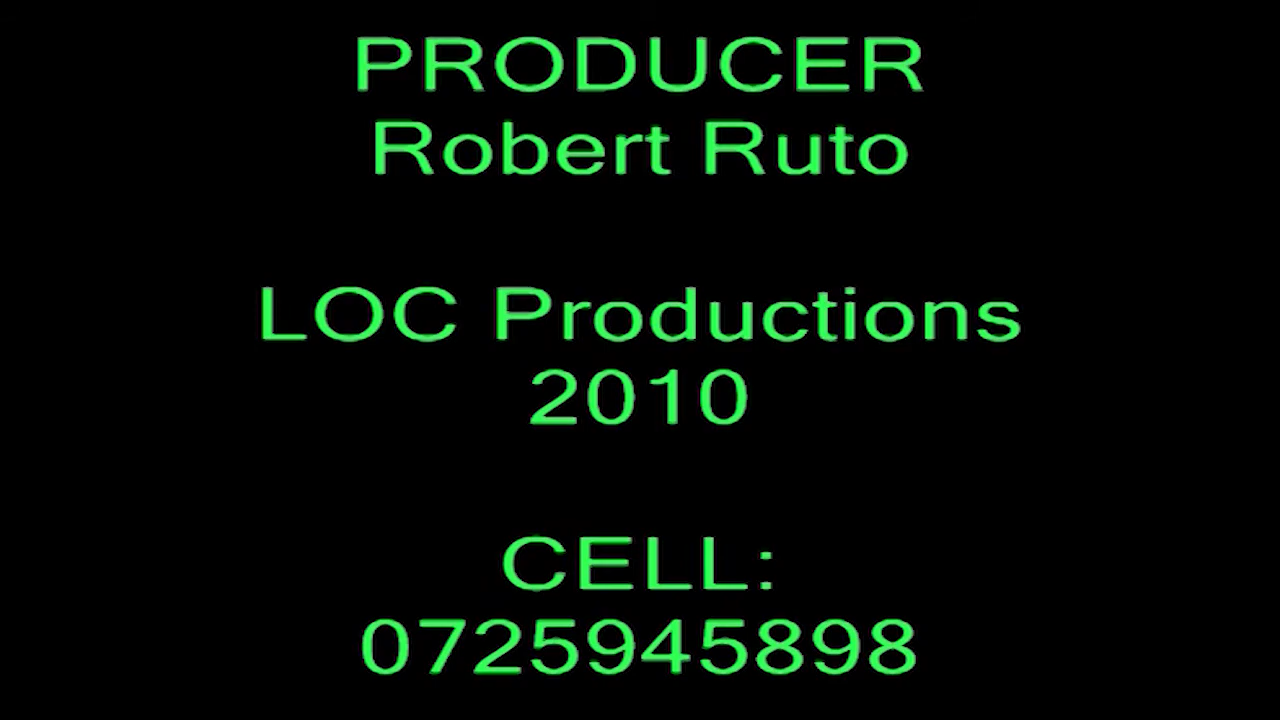 PRODUCER
Robert Ruto
LOC Productions
2010
CELL:
0725945898